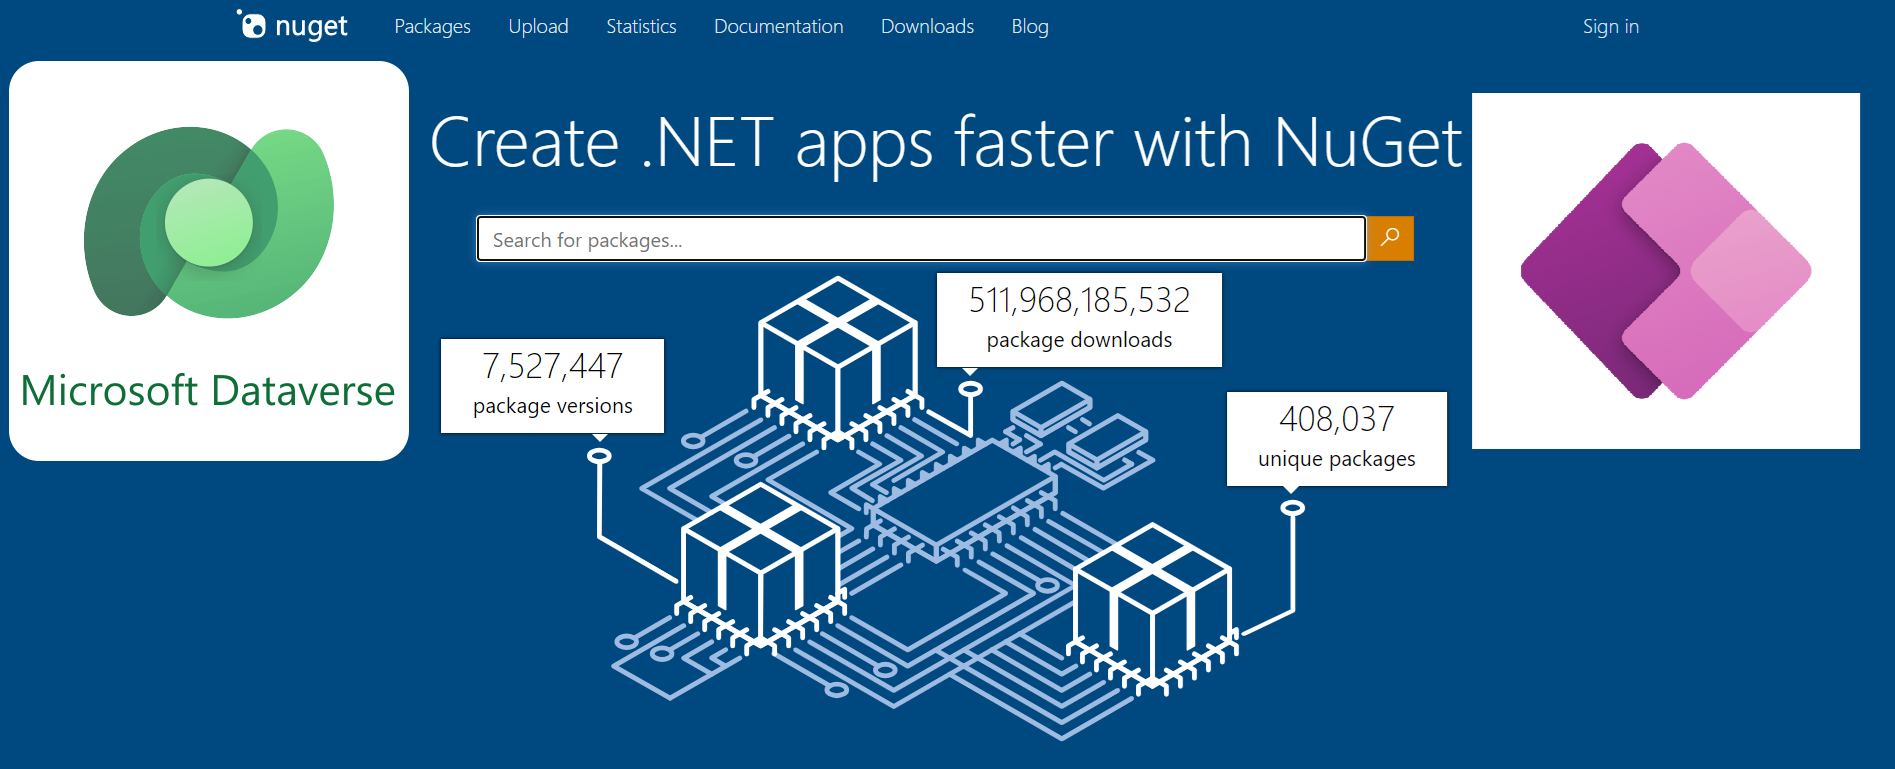 nuget
Packages
Upload
Statistics
Documentation
Downloads
Blog
Sign in
Create .NET apps faster with NuGet
Search for packages...
511,968,185,532
package downloads
7,527,447
package versions
Microsoft Dataverse
408,037
unique packages